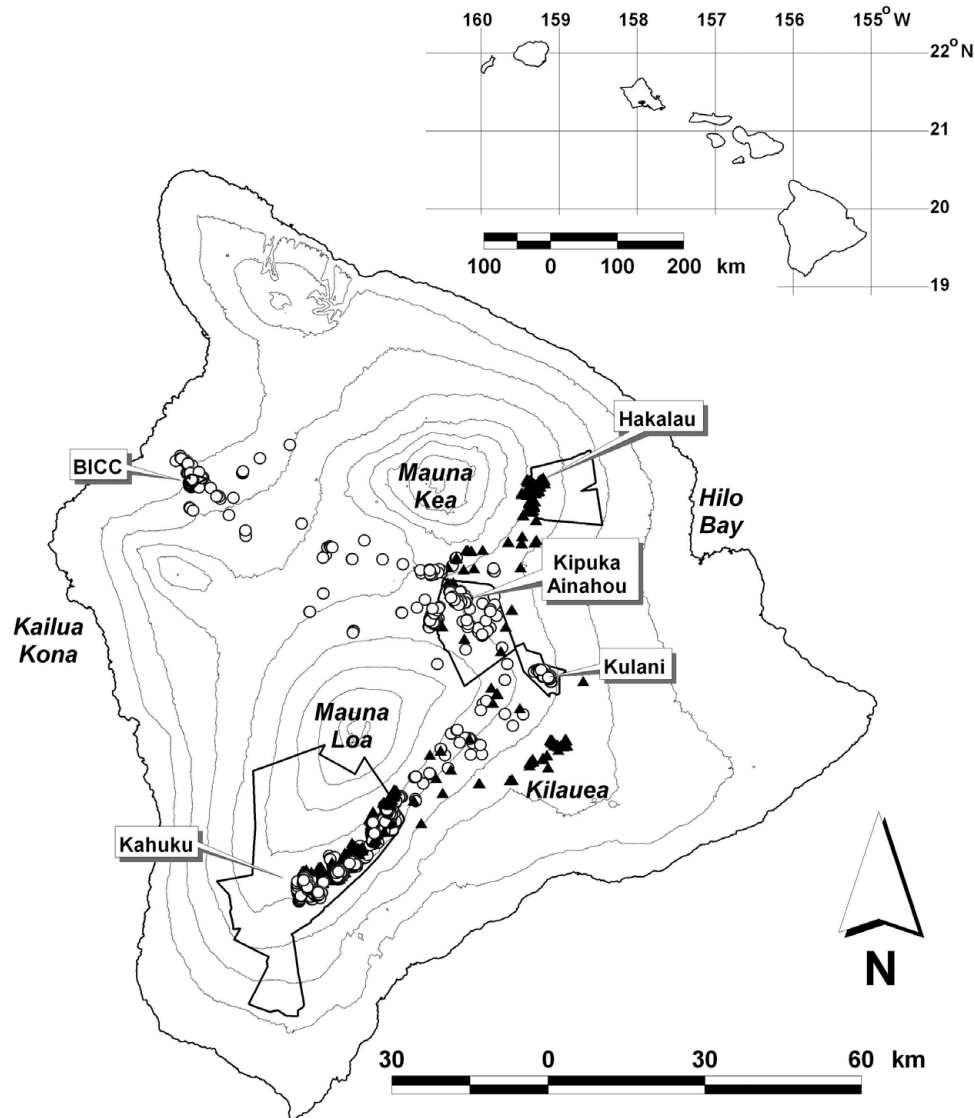 160 159 158 157 156 155° W
22° N
21
20
19
100 0 100 200 km
Hakalau
BICC
Mauna
Kea
Hilo
Bay
Kipuka
Ainahou
Kailua
Kona
Kulani
Mauna
Loa
Kilauea
Kahuku
N
30 0 30 60 km